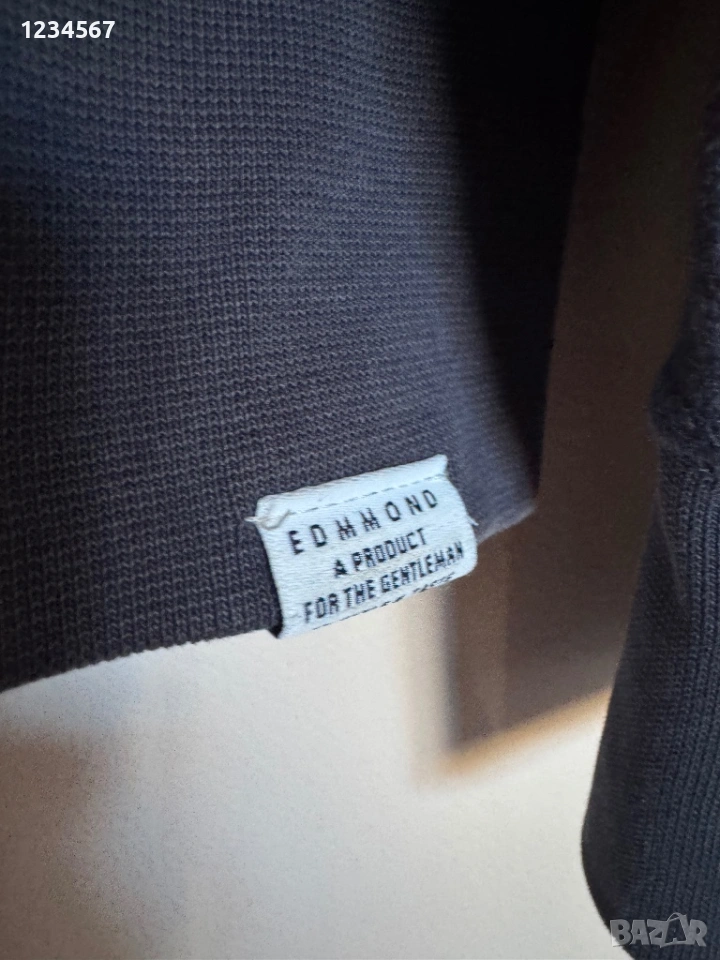 1234567
EDMMOND
A PRODUCT
FOR THE GENTLEMAN
BAZAR